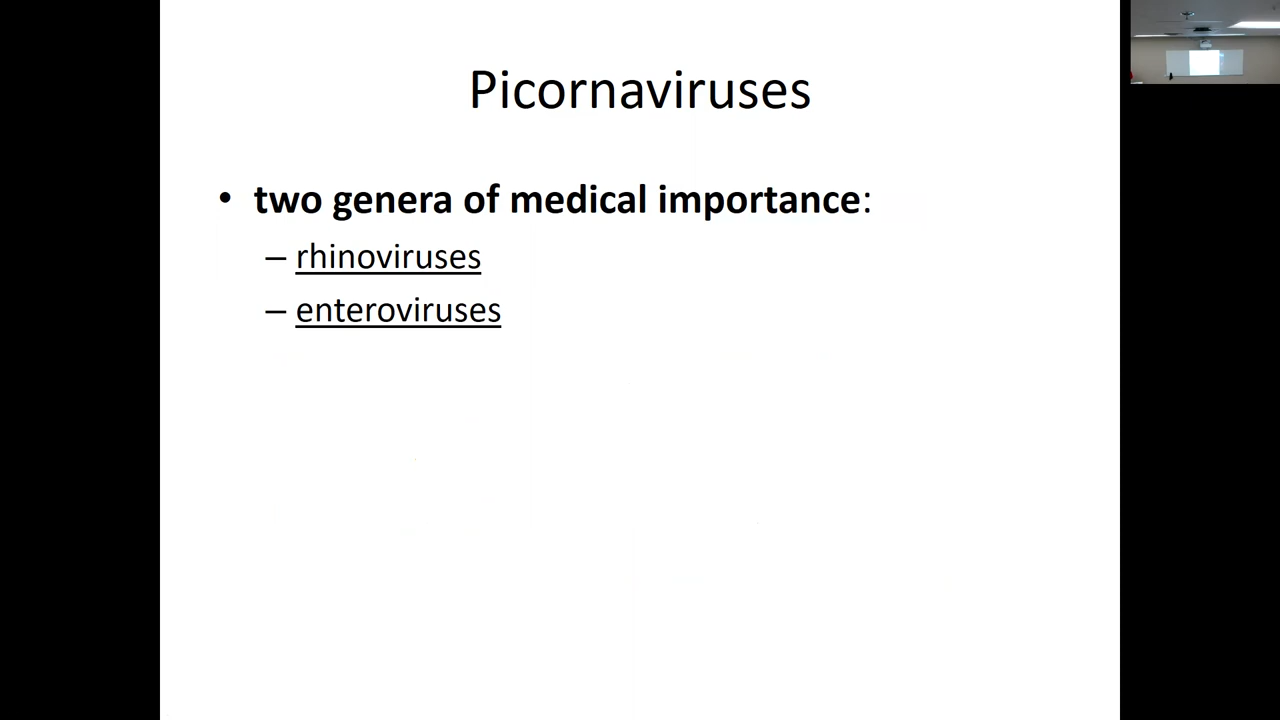 Picornaviruses
• two genera of medical importance:
– rhinoviruses
– enteroviruses